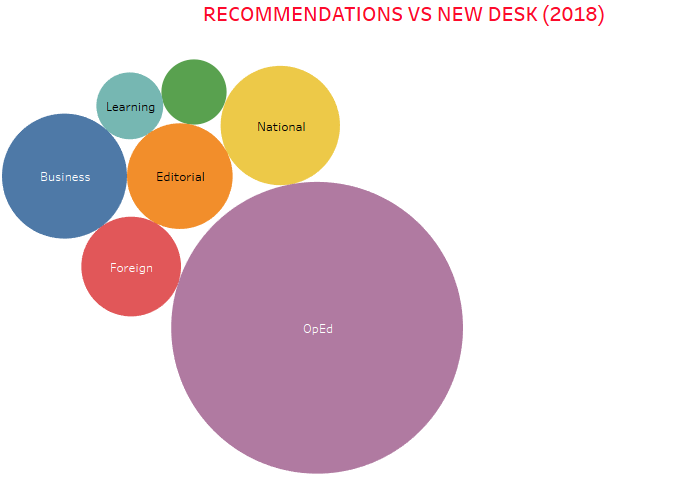 RECOMMENDATIONS VS NEW DESK (2018)
Learning
National
Business
Editorial
Foreign
OpEd